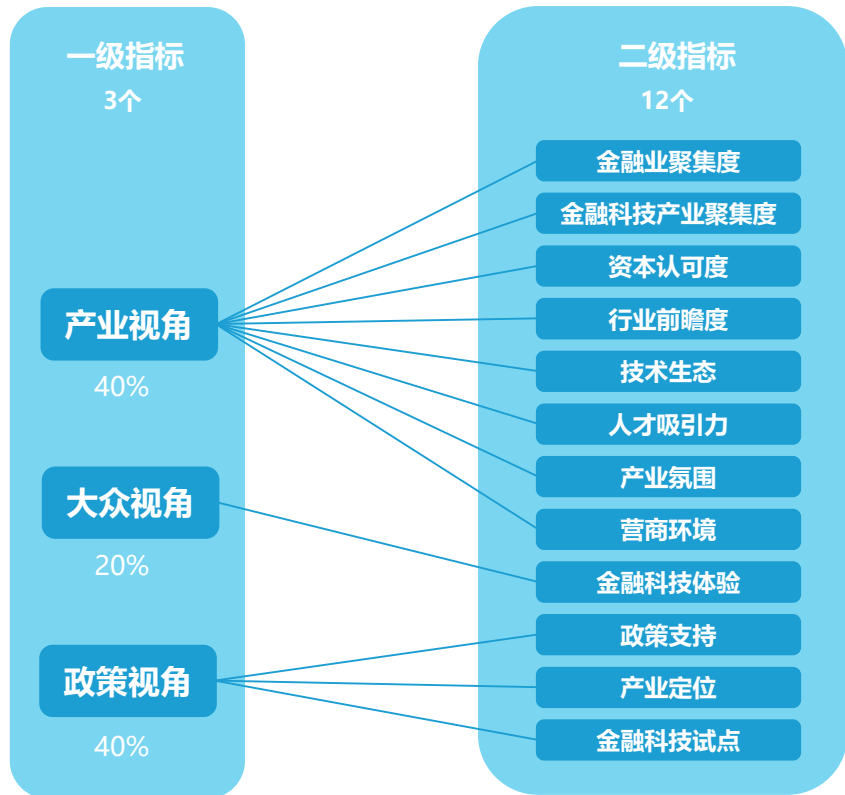 一级指标
3个
产业视角
40%
大众视角
20%
政策视角
40%
二级指标
12个
金融业聚集度
金融科技产业聚集度
资本认可度
行业前瞻度
技术生态
人才吸引力
产业氛围
营商环境
金融科技体验
政策支持
产业定位
金融科技试点